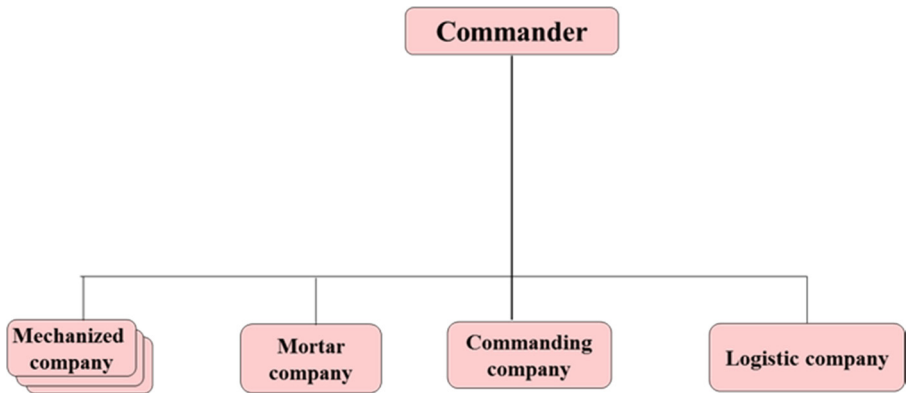 Commander
Mechanized
company
Mortar
company
Commanding
company
Logistic company